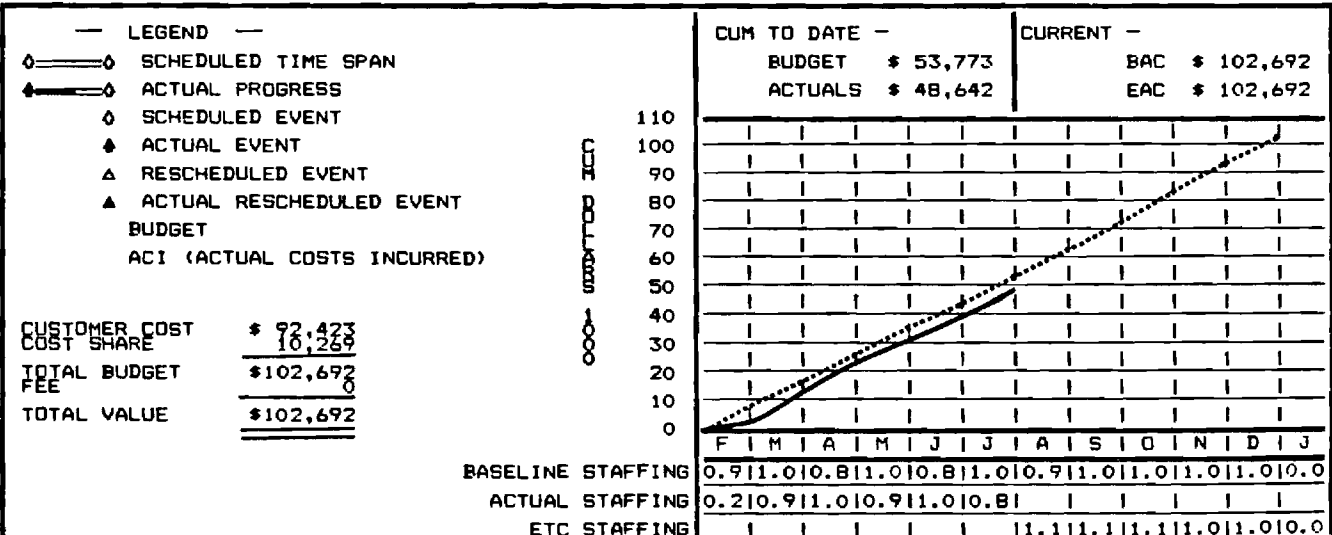 — LEGEND —
SCHEDULED TIME SPAN
ACTUAL PROGRESS
SCHEDULED EVENT
ACTUAL EVENT
RESCHEDULED EVENT
ACTUAL RESCHEDULED EVENT
BUDGET
ACI (ACTUAL COSTS INCURRED)
CUSTOMER COST $ 92,423
COST SHARE 10,269
TOTAL BUDGET $102,692
FEE 0
TOTAL VALUE $102,692
CUM TO DATE –
BUDGET $ 53,773
ACTUALS $ 48,642
CURRENT –
BAC $ 102,692
EAC $ 102,692
CUM DOLLARS 1000
110
100
90
80
70
60
50
40
30
20
10
0
F M A M J J A S O N D J
BASELINE STAFFING 0.9 1.0 0.8 1.0 0.8 1.0 0.9 1.0 1.0 1.0 1.0 0.0
ACTUAL STAFFING 0.2 0.9 1.0 0.9 1.0 0.8
ETC STAFFING 1.1 1.1 1.1 1.0 1.0 0.0